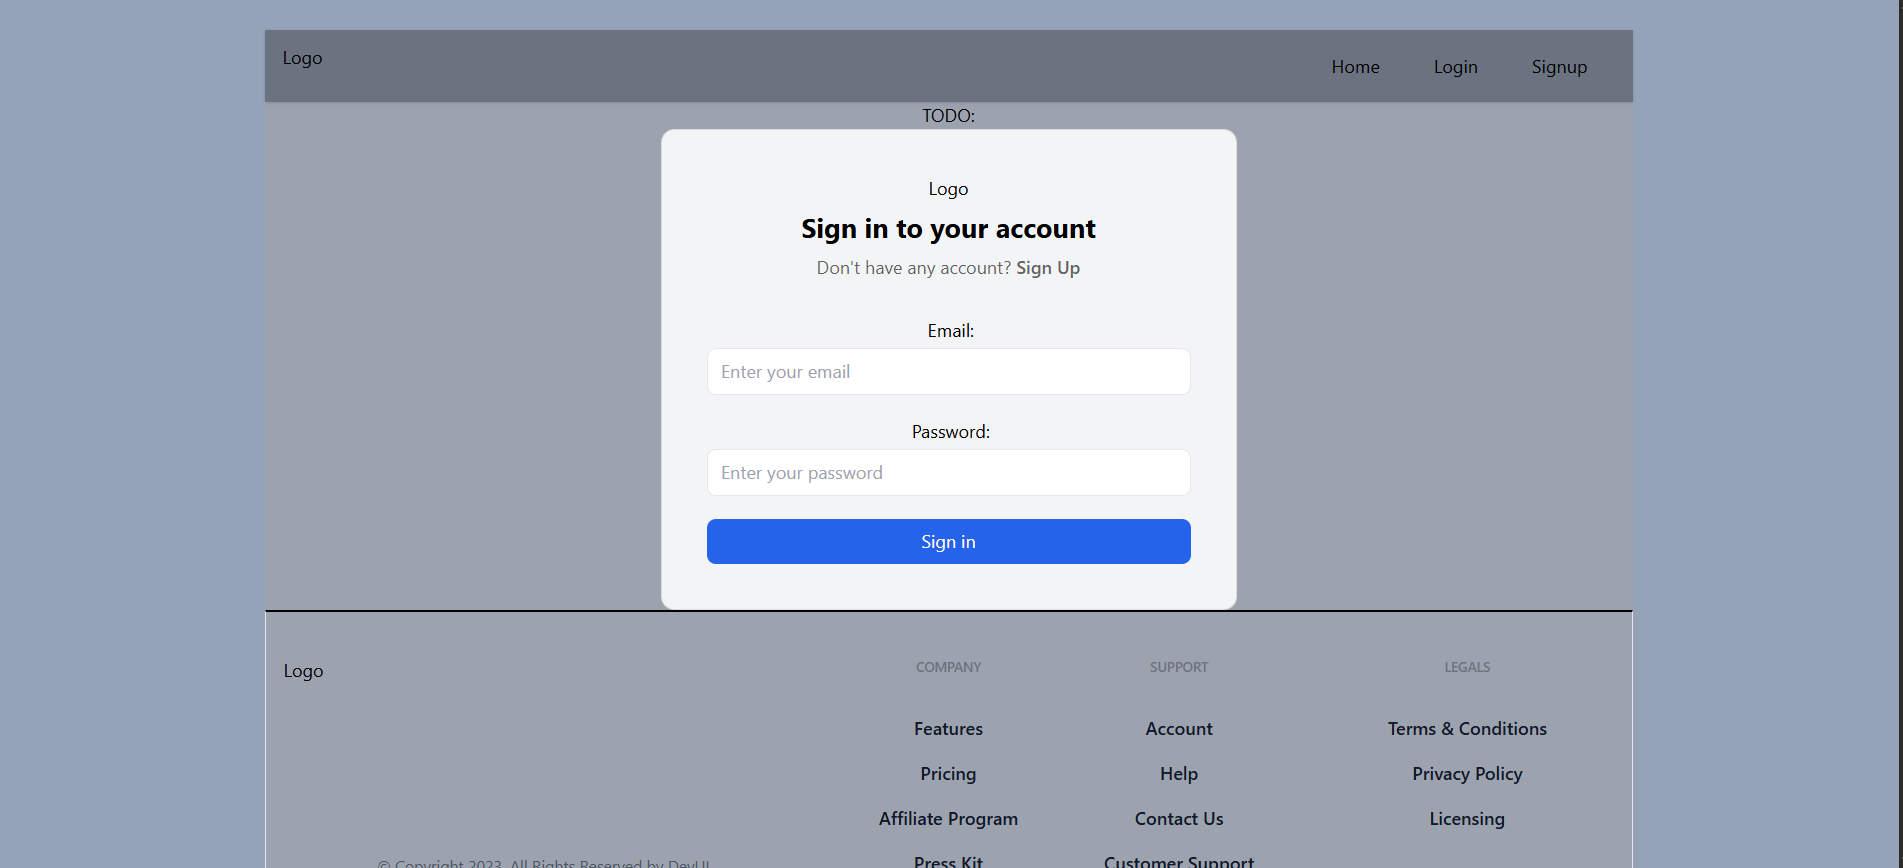 Logo
Home Login Signup
TODO:
Logo
Sign in to your account
Don't have any account? Sign Up
Email:
Enter your email
Password:
Enter your password
Sign in
Logo
COMPANY SUPPORT LEGALS
Features Account Terms & Conditions
Pricing Help Privacy Policy
Affiliate Program Contact Us Licensing
Press Kit Customer Support
© Copyright 2023. All Rights Reserved by DevUI.